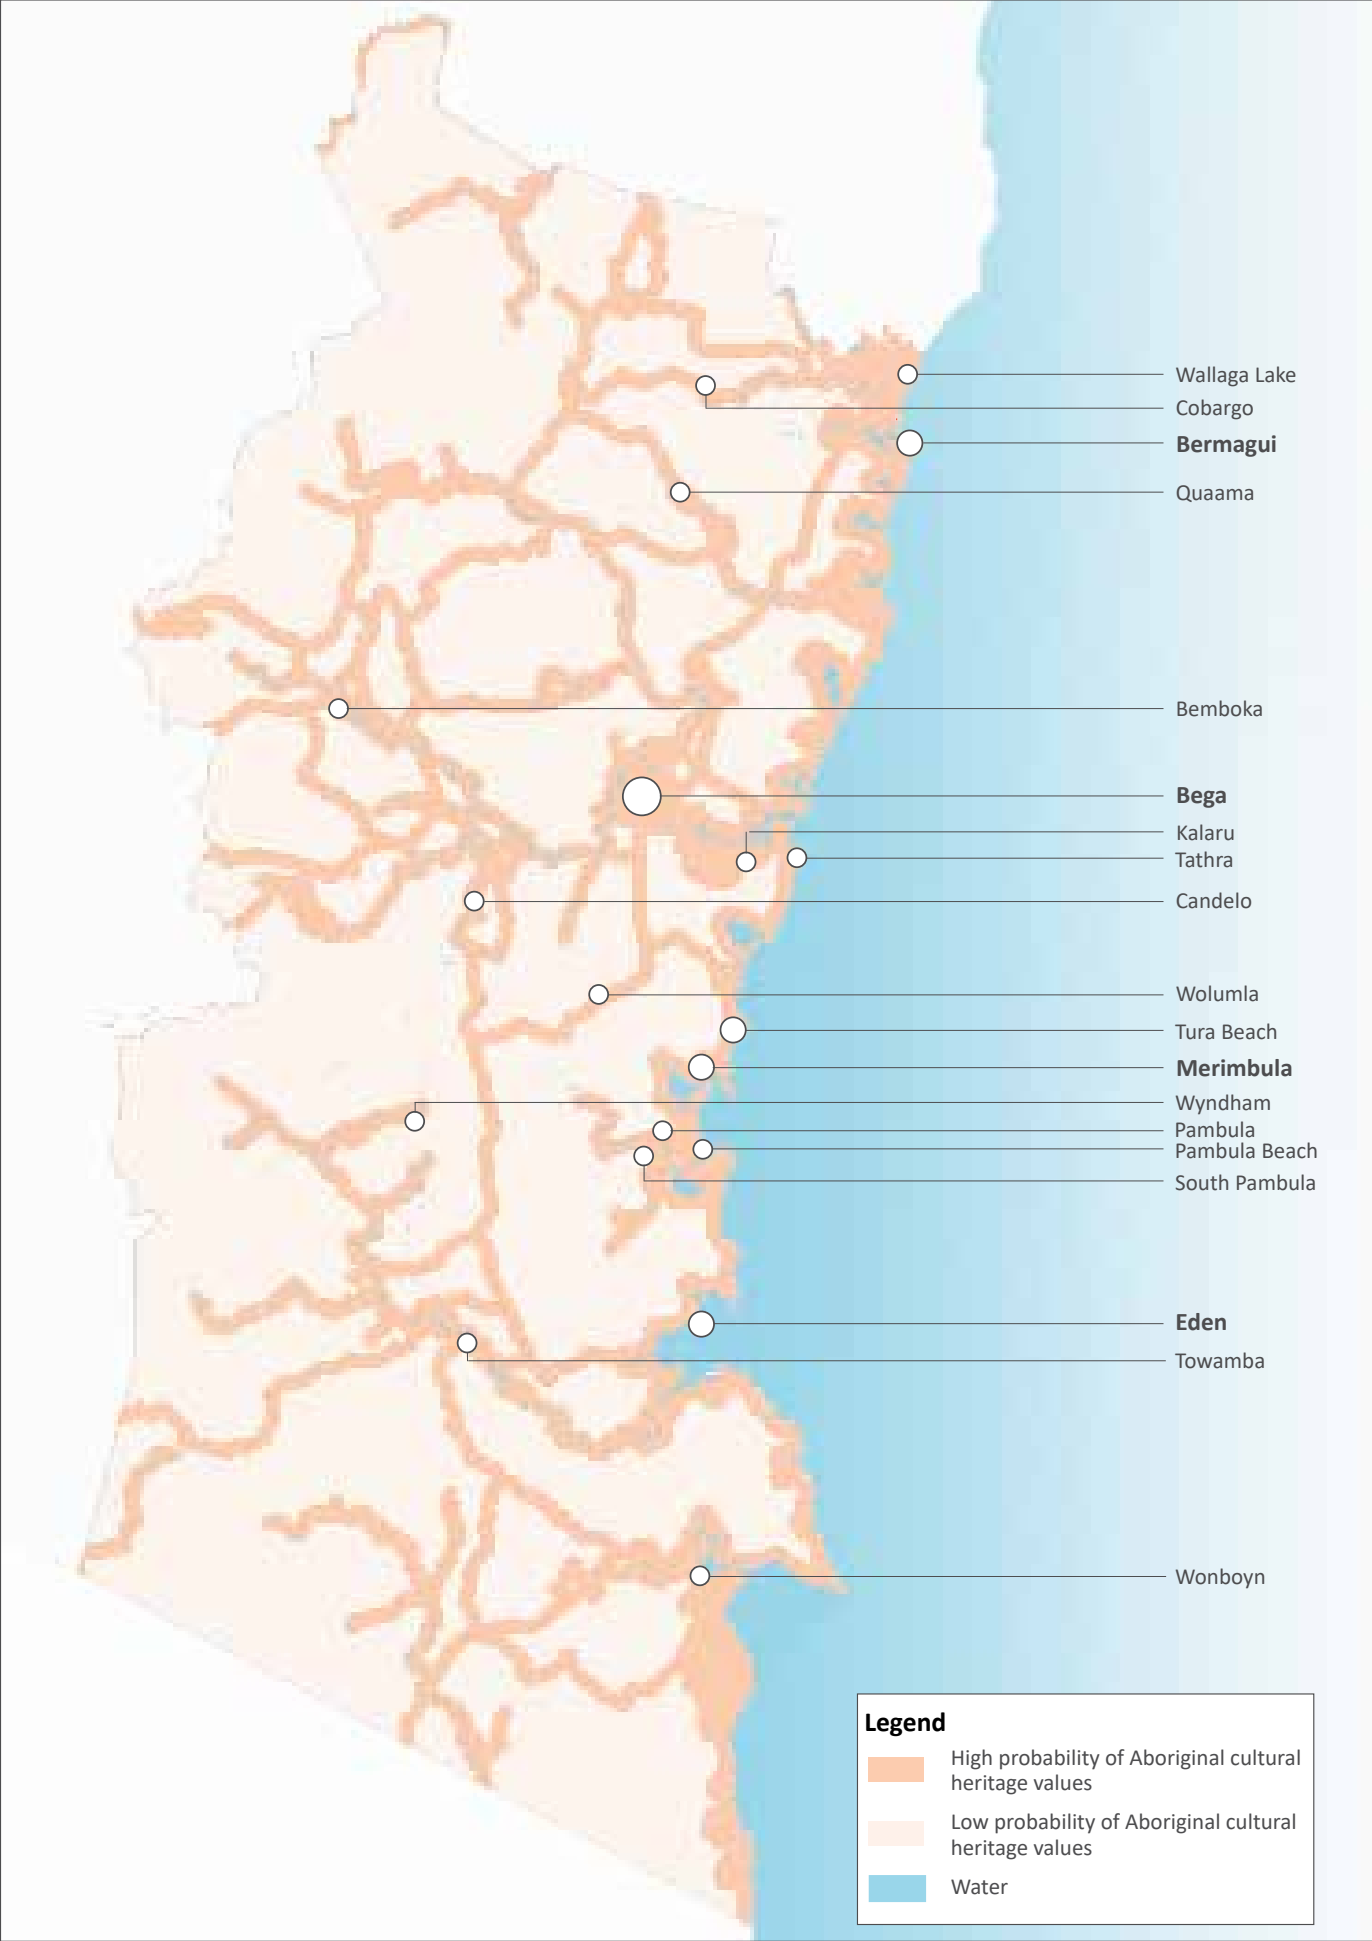 Wallaga Lake
Cobargo
Bermagui
Quaama
Bemboka
Bega
Kalaru
Tathra
Candelo
Wolumla
Tura Beach
Merimbula
Wyndham
Pambula
Pambula Beach
South Pambula
Eden
Towamba
Wonboyn
Legend
High probability of Aboriginal cultural
heritage values
Low probability of Aboriginal cultural
heritage values
Water